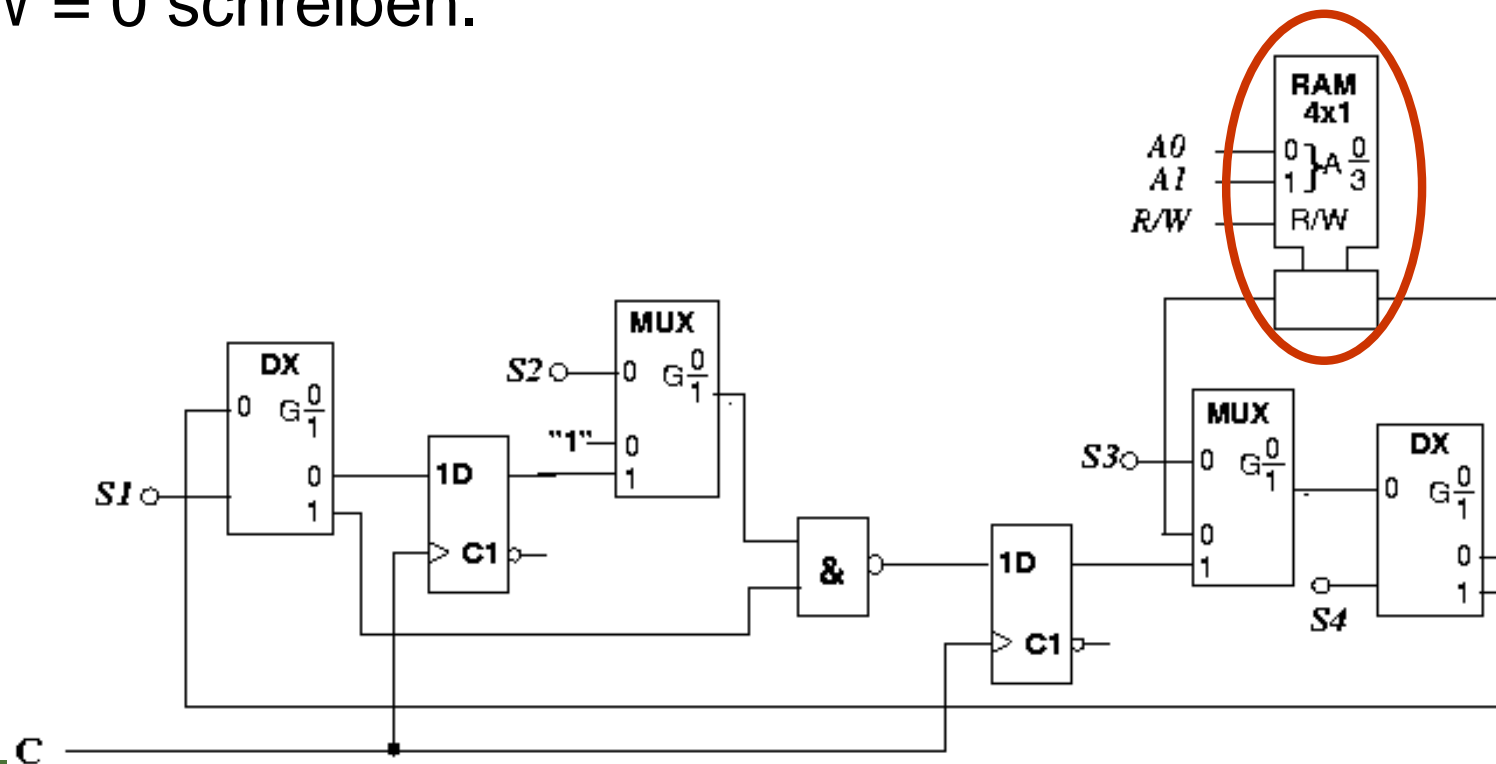 = 0 schreiben.
RAM
4x1
A0 0 } A 0/3
A1 1
R/W R/W
MUX
S2 0 G 0/1
"1" 0
1
DX
0 G 0/1
0
S1 1
1D
C1
&
1D
C1
MUX
S3 0 G 0/1
0
1
DX
0 G 0/1
0
1
S4
C